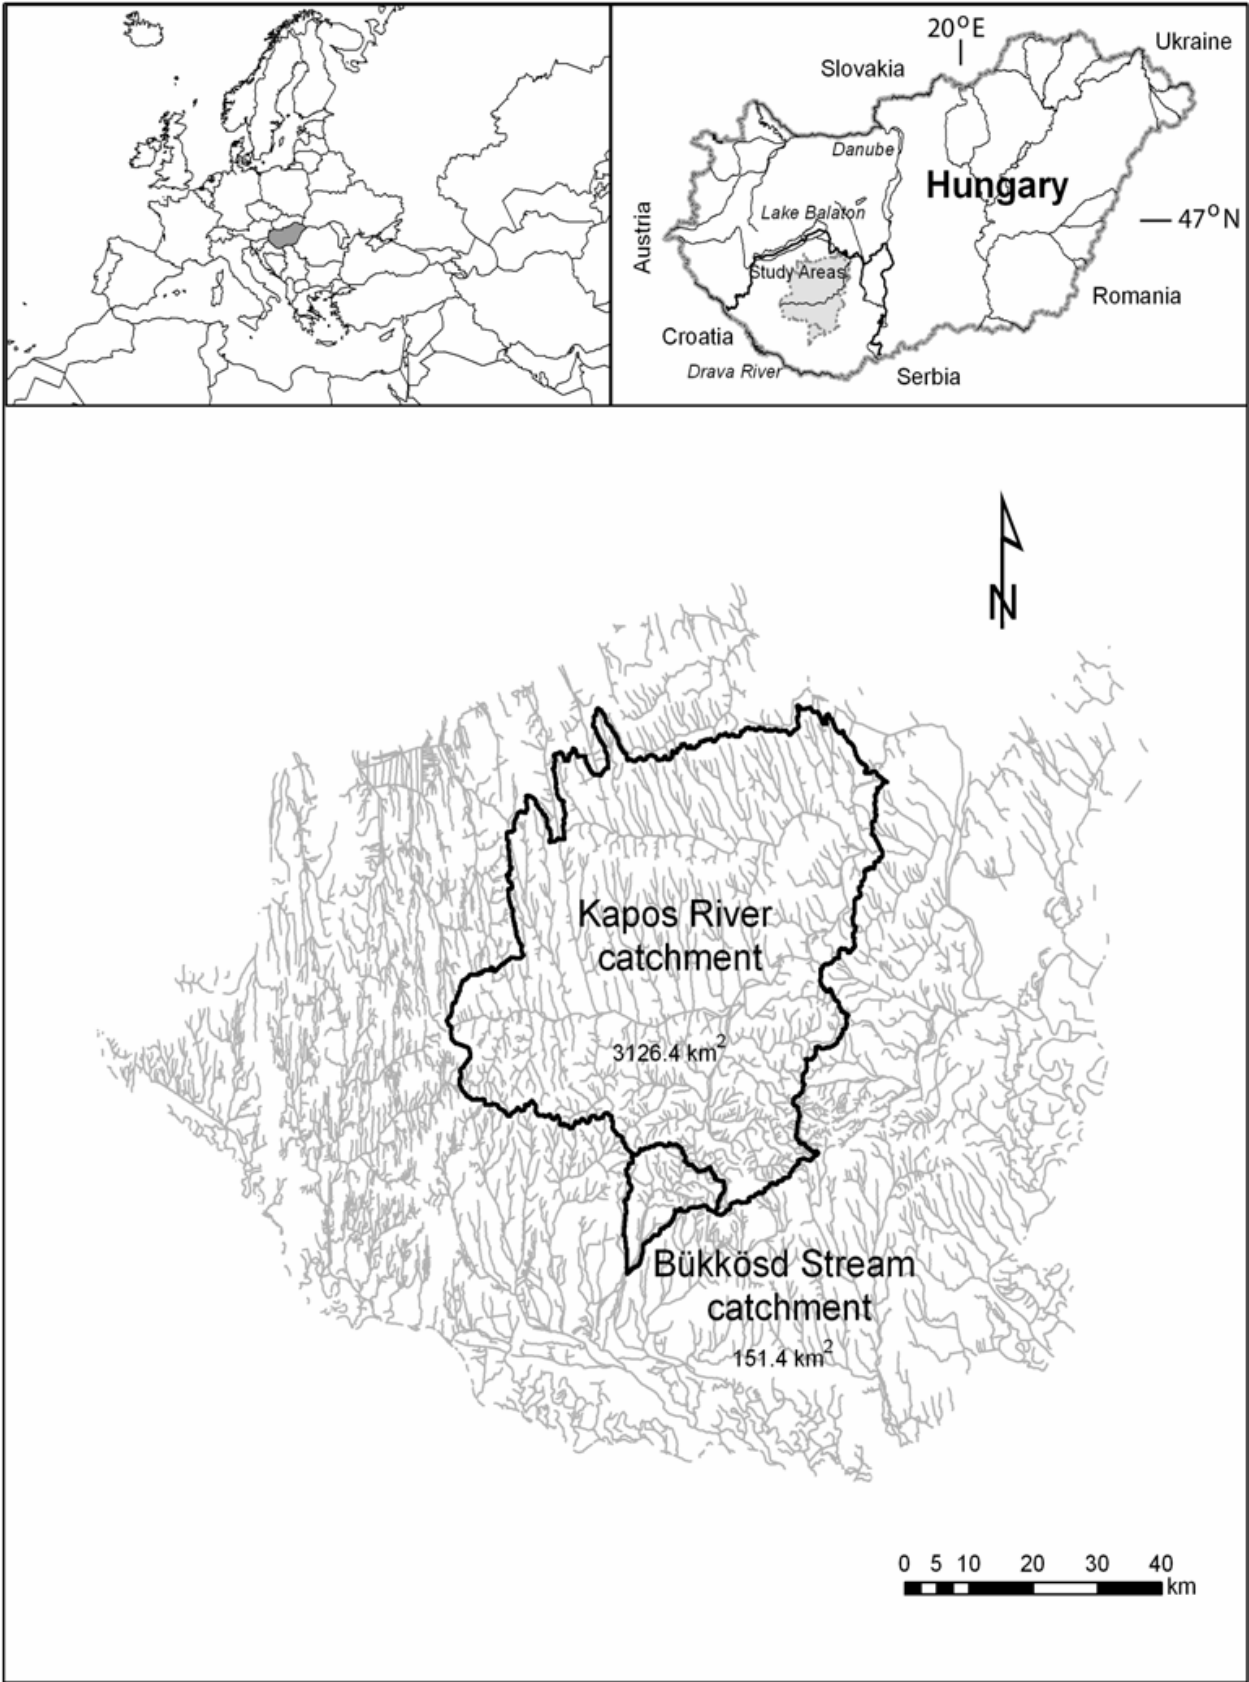 20°E
Ukraine
Slovakia
Danube
Hungary
Austria
Lake Balaton
47°N
Study Areas
Romania
Croatia
Drava River
Serbia
N
Kapos River
catchment
3126.4 km²
Bükkösd Stream
catchment
151.4 km²
0 5 10 20 30 40
km